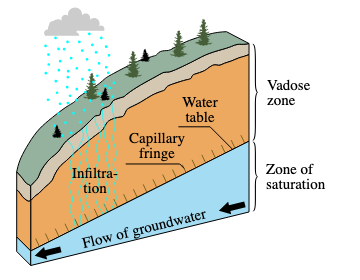 Vadose
zone
Water
table
Capillary
fringe
Infiltra-
tion
Zone of
saturation
Flow of groundwater